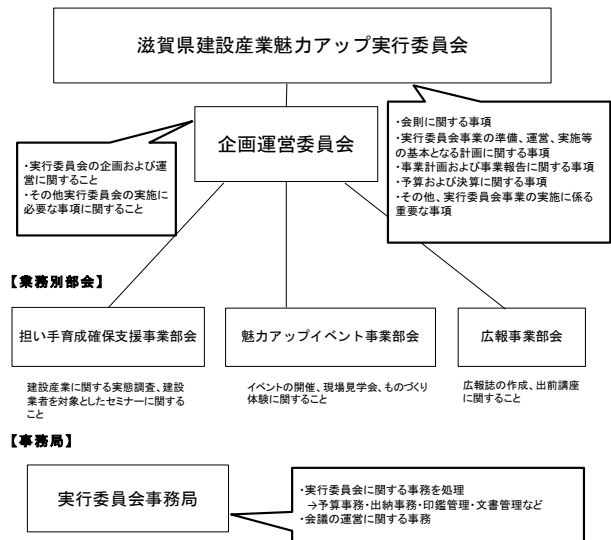 滋賀県建設産業魅力アップ実行委員会
企画運営委員会
・実行委員会の企画および運
営に関すること
・その他実行委員会の実施に
必要な事項に関すること
・会則に関する事項
・実行委員会事業の準備、運営、実施等
の基本となる計画に関する事項
・事業計画および事業報告に関する事項
・予算および決算に関する事項
・その他、実行委員会事業の実施に係る
重要な事項
【業務別部会】
担い手育成確保支援事業部会
魅力アップイベント事業部会
広報事業部会
建設産業に関する実態調査、建設
業者を対象としたセミナーに関する
こと
イベントの開催、現場見学会、ものづくり
体験に関すること
広報誌の作成、出前講座
に関すること
【事務局】
実行委員会事務局
・実行委員会に関する事務を処理
→予算事務・出納事務・印鑑管理・文書管理など
・会議の運営に関する事務